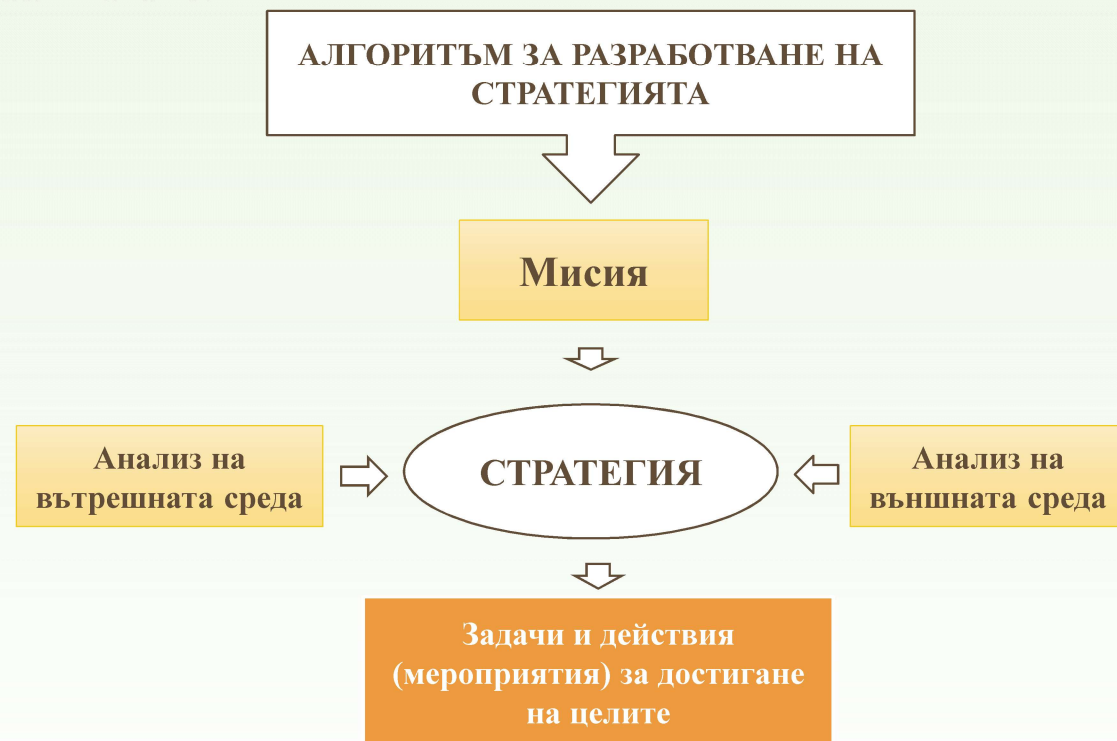 АЛГОРИТЪМ ЗА РАЗРАБОТВАНЕ НА
СТРАТЕГИЯТА
Мисия
Анализ на
вътрешната среда
СТРАТЕГИЯ
Анализ на
външната среда
Задачи и действия
(мероприятия) за достигане
на целите